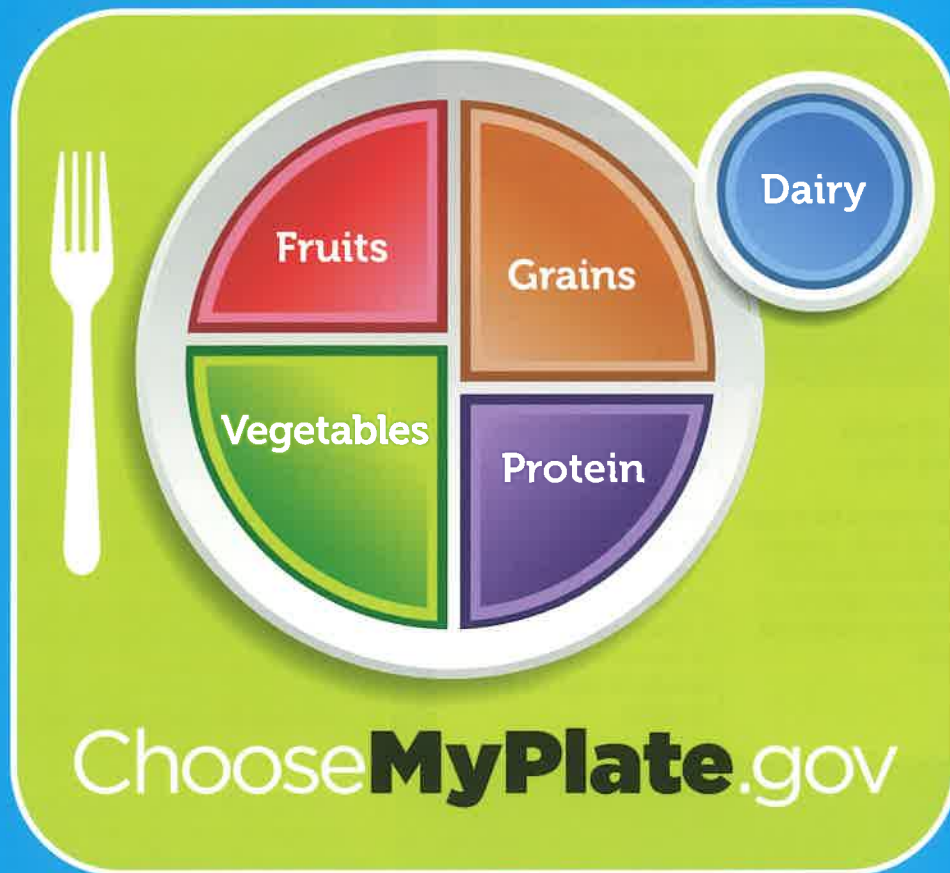 Fruits
Grains
Dairy
Vegetables
Protein
ChooseMyPlate.gov